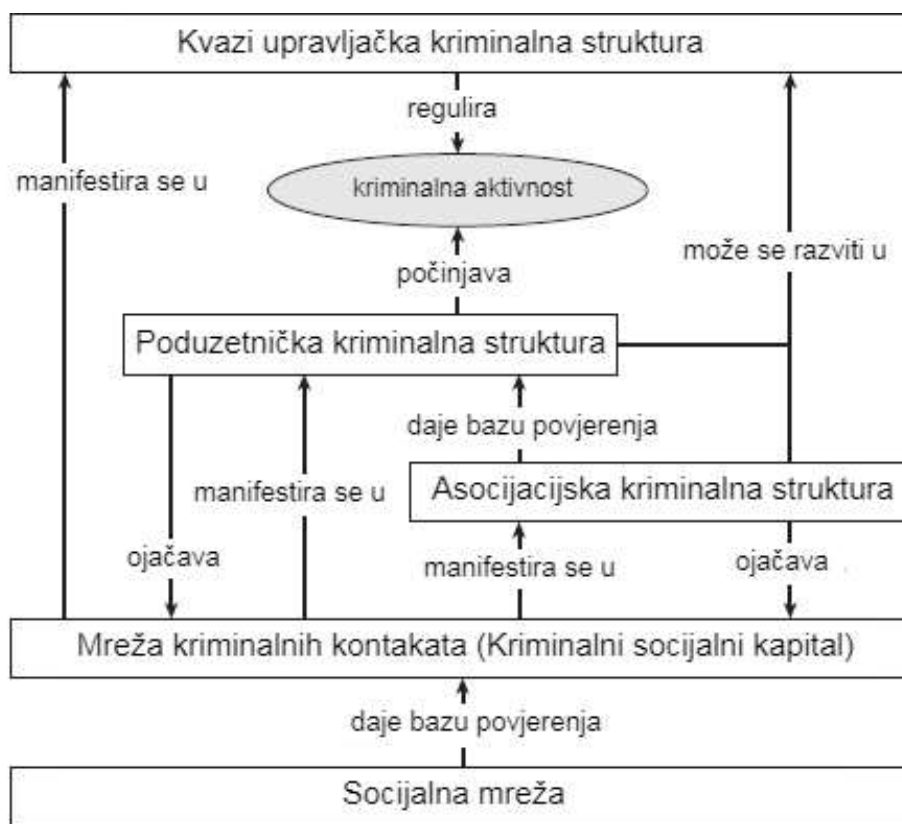 Kvazi upravljačka kriminalna struktura
regulira
manifestira se u
kriminalna aktivnost
može se razviti u
počinjava
Poduzetnička kriminalna struktura
daje bazu povjerenja
manifestira se u
Asocijacijska kriminalna struktura
ojačava
manifestira se u
ojačava
Mreža kriminalnih kontakata (Kriminalni socijalni kapital)
daje bazu povjerenja
Socijalna mreža